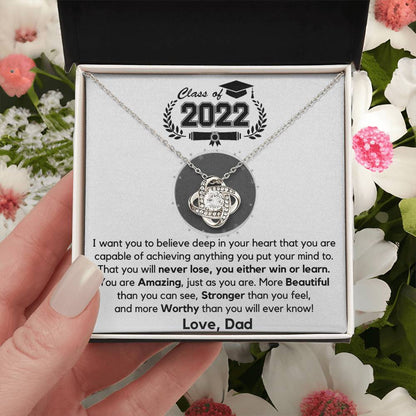 Class of
2022
I want you to believe deep in your heart that you are
capable of achieving anything you put your mind to.
That you will never lose, you either win or learn.
You are Amazing, just as you are. More Beautiful
than you can see, Stronger than you feel,
and more Worthy than you will ever know!
Love, Dad